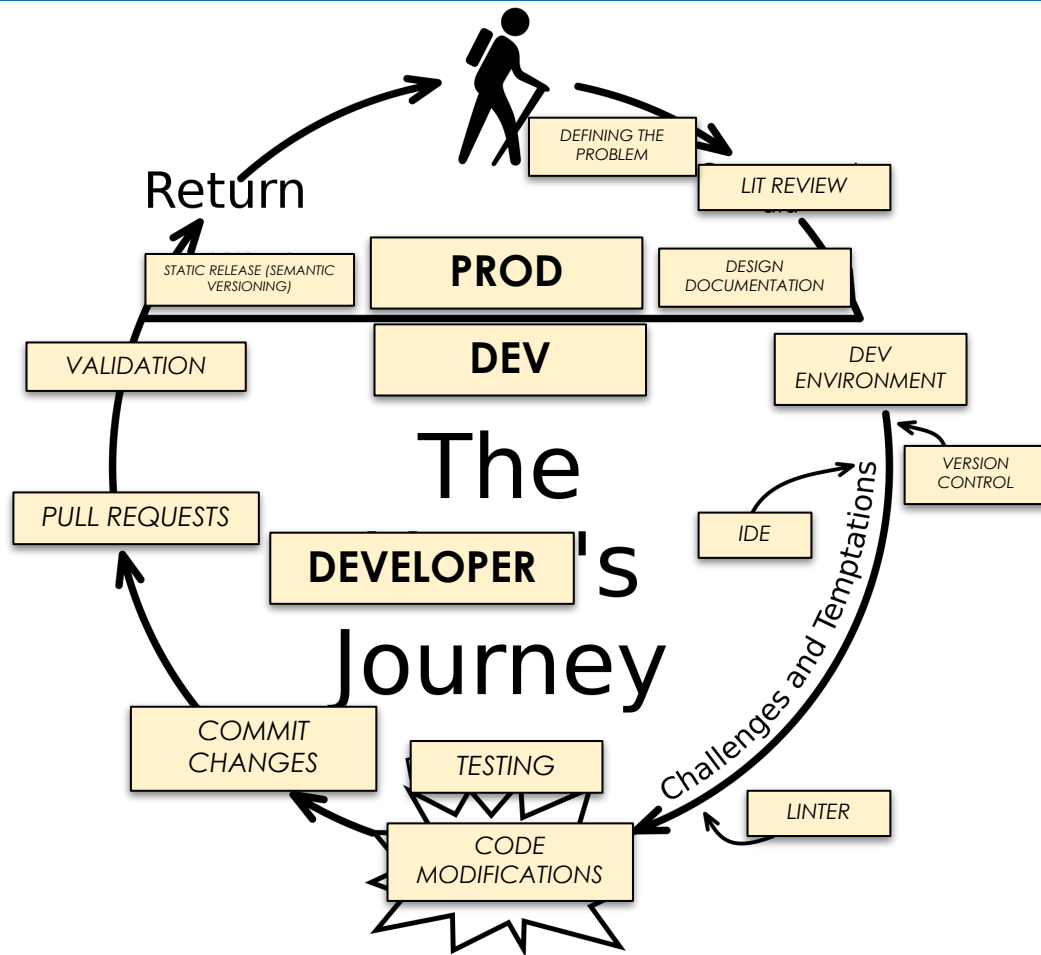 DEFINING THE
PROBLEM
LIT REVIEW
Return
STATIC RELEASE (SEMANTIC
VERSIONING)
PROD
DESIGN
DOCUMENTATION
VALIDATION
DEV
DEV
ENVIRONMENT
The
VERSION
CONTROL
PULL REQUESTS
IDE
DEVELOPER
's
Challenges and Temptations
Journey
COMMIT
CHANGES
TESTING
LINTER
CODE
MODIFICATIONS